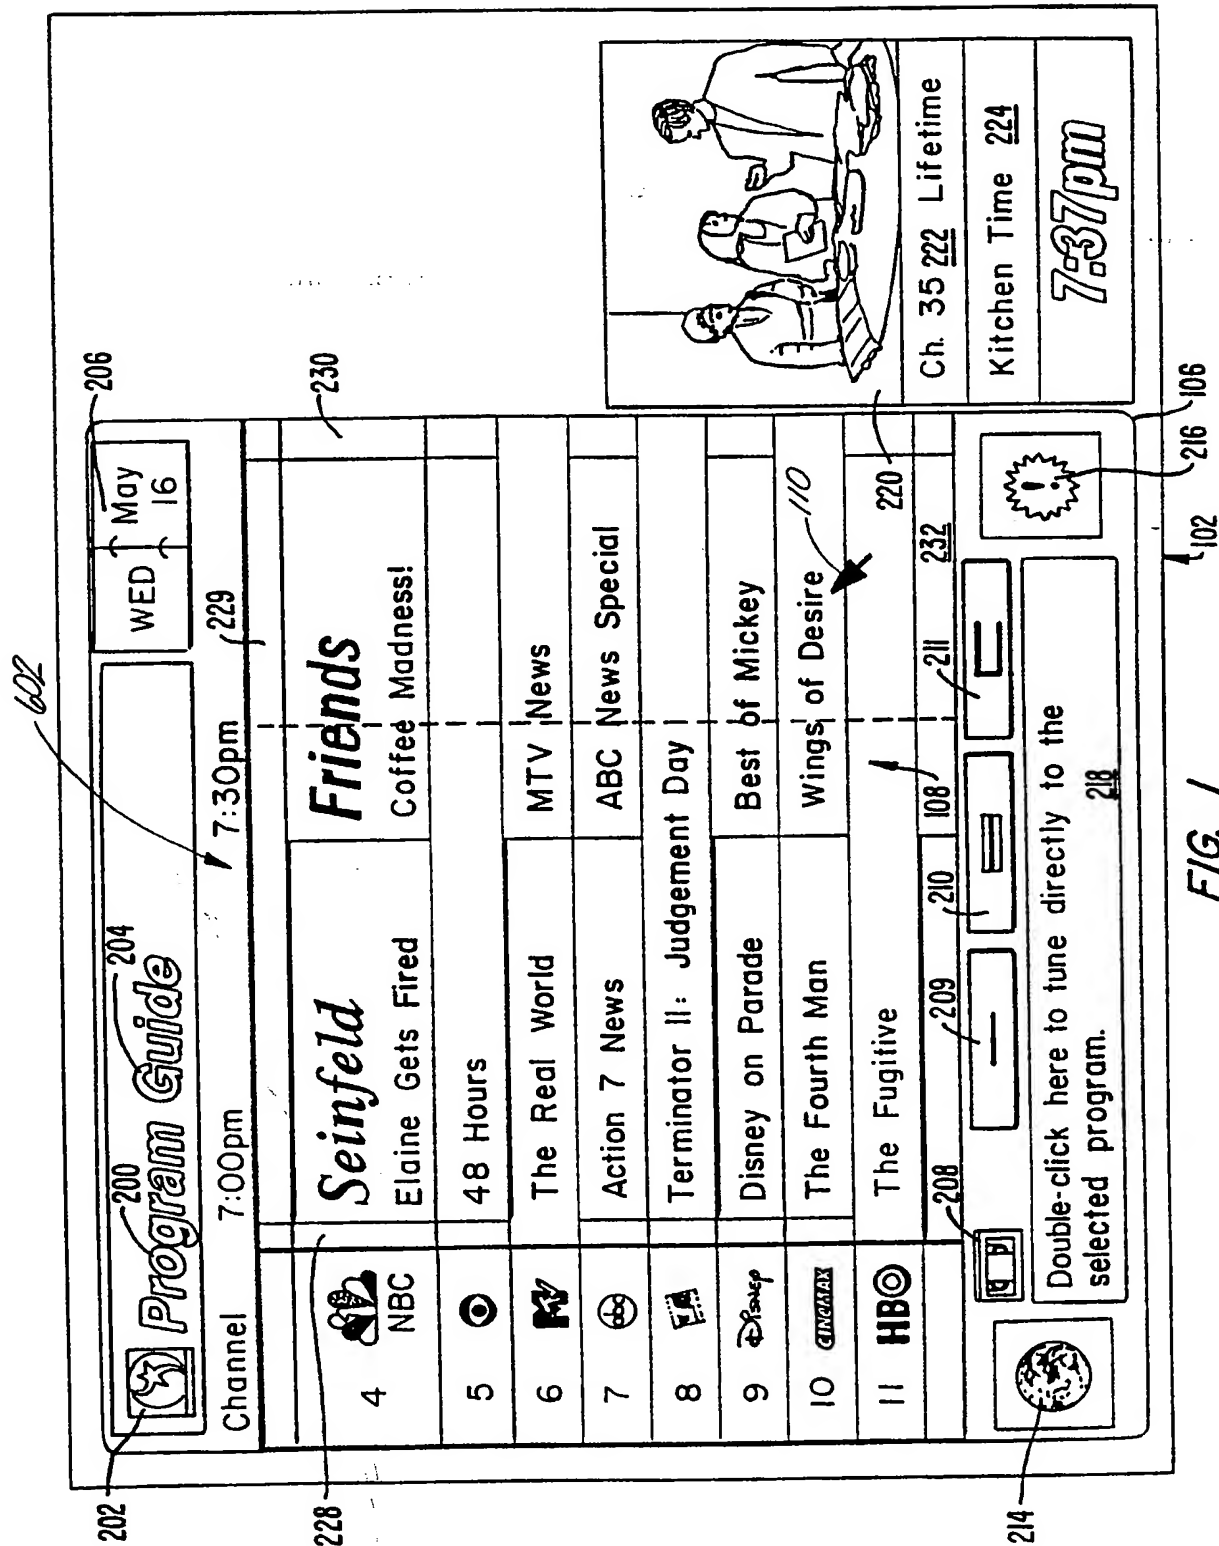 602
206
202
200
Program Guide
204
WED
May
16
Channel
7:00pm
7:30pm
229
228
230
4
NBC
Seinfeld
Elaine Gets Fired
Friends
Coffee Madness!
5
48 Hours
6
MTV
The Real World
MTV News
7
abc
Action 7 News
ABC News Special
8
Terminator II: Judgement Day
9
Disney
Disney on Parade
Best of Mickey
10
CINEMAX
The Fourth Man
Wings of Desire
110
11
HBO
The Fugitive
220
208
209
210
108
211
232
Double-click here to tune directly to the
selected program.
218
214
216
106
102
Ch. 35 222 Lifetime
Kitchen Time 224
7:37pm
FIG. 1